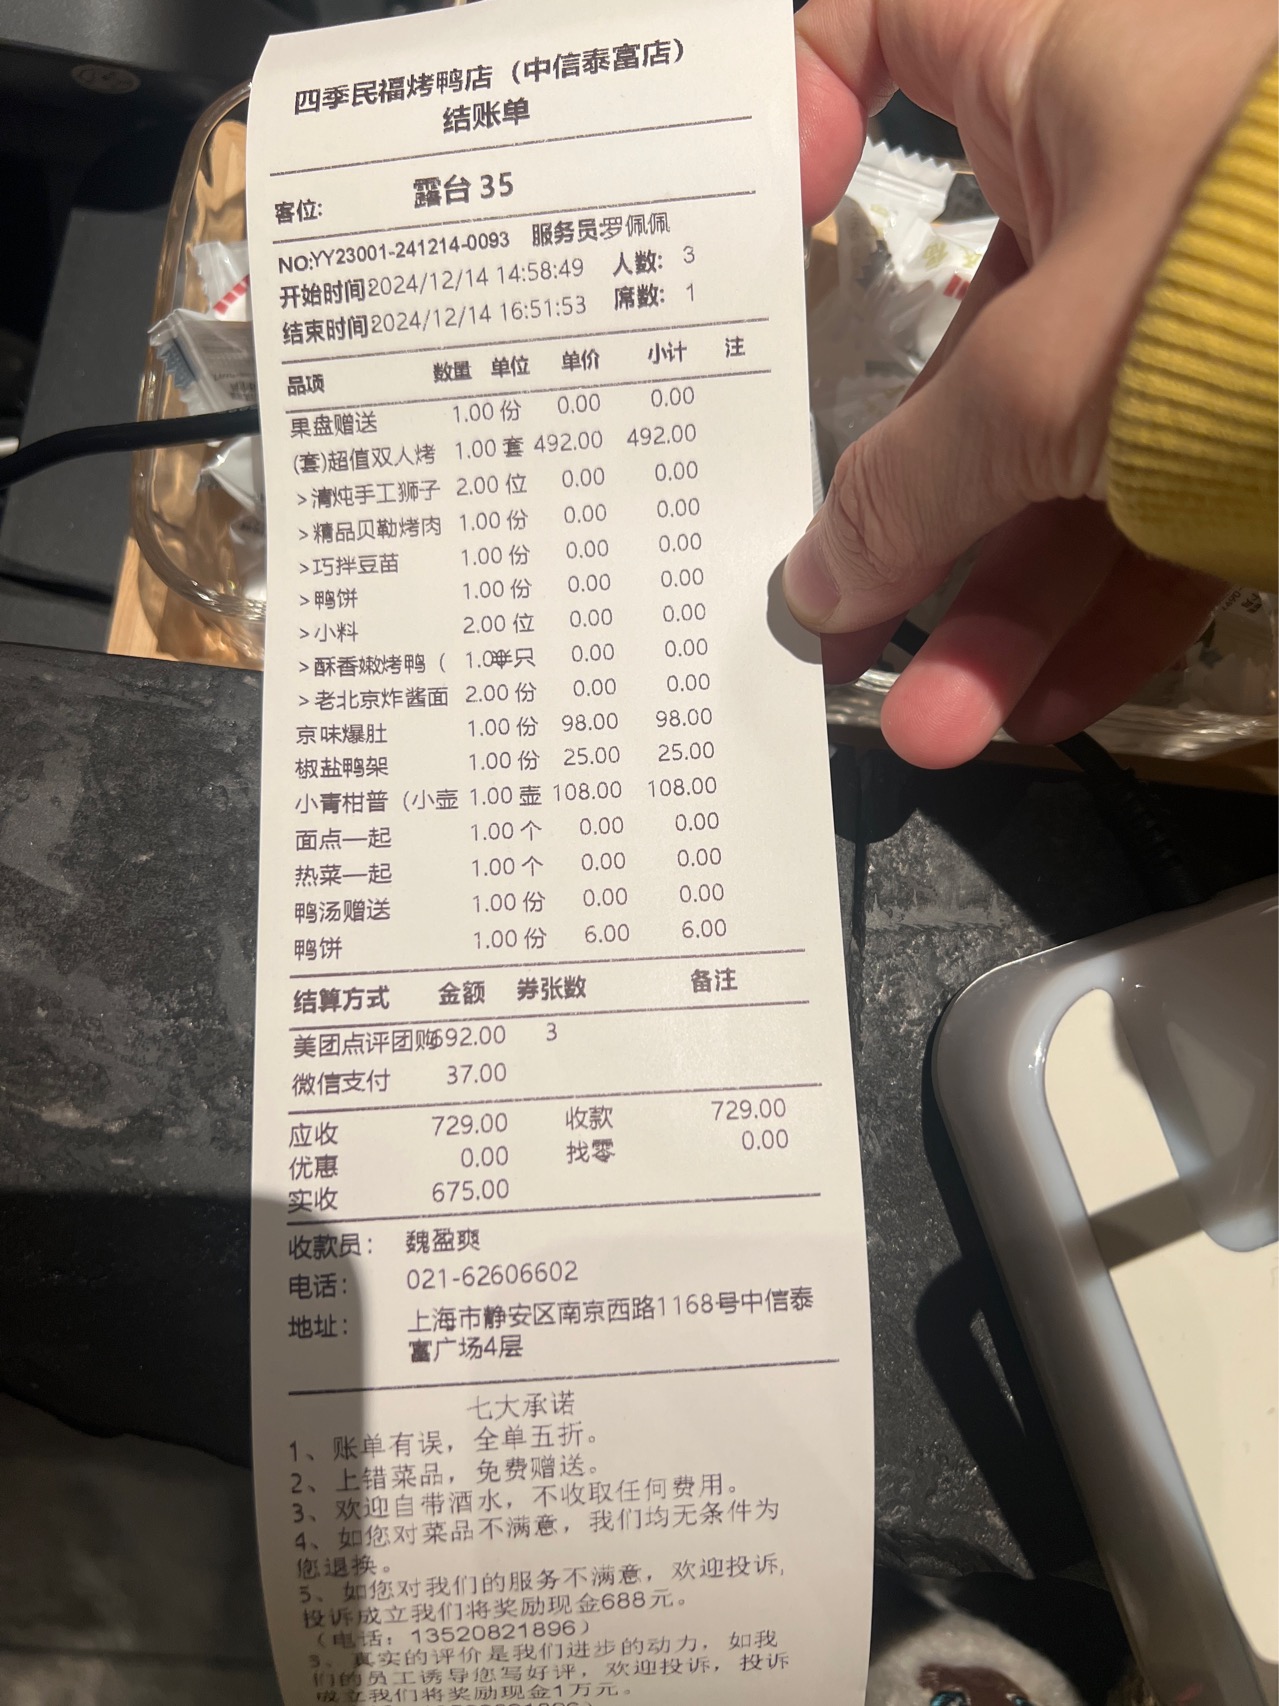 四季民福烤鸭店（中信泰富店）
结账单
客位: 露台 35
NO:YY23001-241214-0093 服务员:罗佩佩
开始时间:2024/12/14 14:58:49 人数: 3
结束时间:2024/12/14 16:51:53 席数: 1
品项 数量 单位 单价 小计 注
果盘赠送 1.00 份 0.00 0.00
(套)超值双人烤 1.00 套 492.00 492.00
>清炖手工狮子 2.00 位 0.00 0.00
>精品贝勒烤肉 1.00 份 0.00 0.00
>巧拌豆苗 1.00 份 0.00 0.00
>鸭饼 1.00 份 0.00 0.00
>小料 2.00 位 0.00 0.00
>酥香嫩烤鸭（ 1.0半只 0.00 0.00
>老北京炸酱面 2.00 份 0.00 0.00
京味爆肚 1.00 份 98.00 98.00
椒盐鸭架 1.00 份 25.00 25.00
小青柑普（小壶 1.00 壶 108.00 108.00
面点—起 1.00 个 0.00 0.00
热菜—起 1.00 个 0.00 0.00
鸭汤赠送 1.00 份 0.00 0.00
鸭饼 1.00 份 6.00 6.00
结算方式 金额 券张数 备注
美团点评团购692.00 3
微信支付 37.00
应收 729.00 收款 729.00
优惠 0.00 找零 0.00
实收 675.00
收款员： 魏盈爽
电话： 021-62606602
地址： 上海市静安区南京西路1168号中信泰
富广场4层
七大承诺
1、账单有误，全单五折。
2、上错菜品，免费赠送。
3、欢迎自带酒水，不收取任何费用。
4、如您对菜品不满意，我们均无条件为
您退换。
5、如您对我们的服务不满意，欢迎投诉,
投诉成立我们将奖励现金688元。
（电话：13520821896）
、真实的评价是我们进步的动力，如我
们的员工诱导您写好评，欢迎投诉，投诉
成立我们将奖励现金1万元。